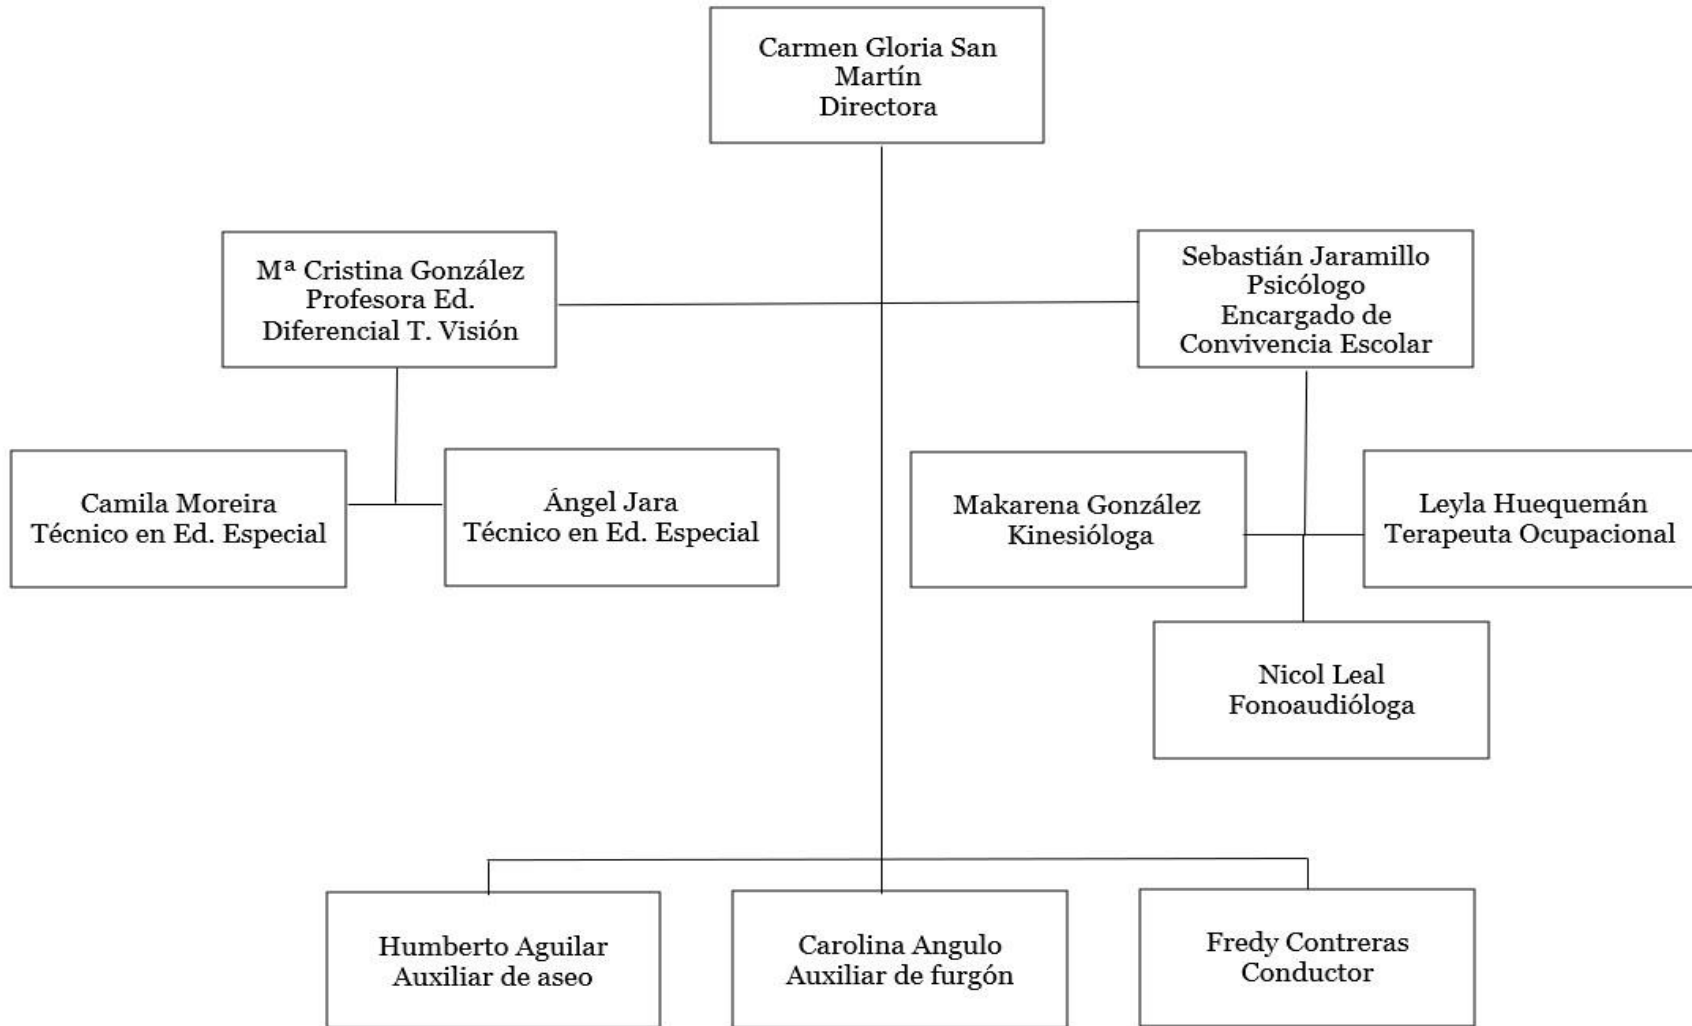 Carmen Gloria San
Martín
Directora
Mª Cristina González
Profesora Ed.
Diferencial T. Visión
Sebastián Jaramillo
Psicólogo
Encargado de
Convivencia Escolar
Camila Moreira
Técnico en Ed. Especial
Ángel Jara
Técnico en Ed. Especial
Makarena González
Kinesióloga
Leyla Huequemán
Terapeuta Ocupacional
Nicol Leal
Fonoaudióloga
Humberto Aguilar
Auxiliar de aseo
Carolina Angulo
Auxiliar de furgón
Fredy Contreras
Conductor